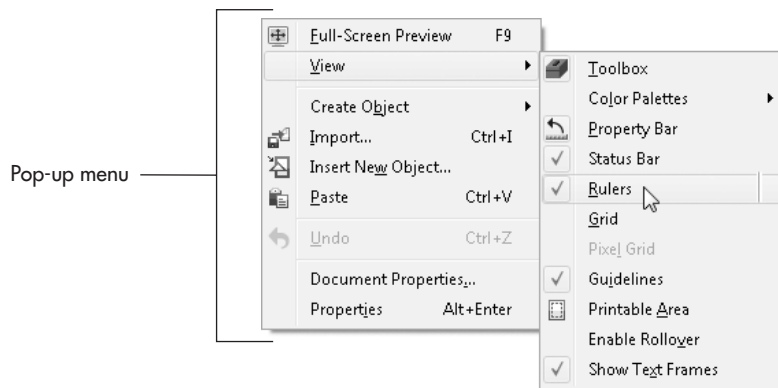 Pop-up menu
Full-Screen Preview F9
View
Create Object
Import... Ctrl+I
Insert New Object...
Paste Ctrl+V
Undo Ctrl+Z
Document Properties...
Properties Alt+Enter
Toolbox
Color Palettes
Property Bar
Status Bar
Rulers
Grid
Pixel Grid
Guidelines
Printable Area
Enable Rollover
Show Text Frames